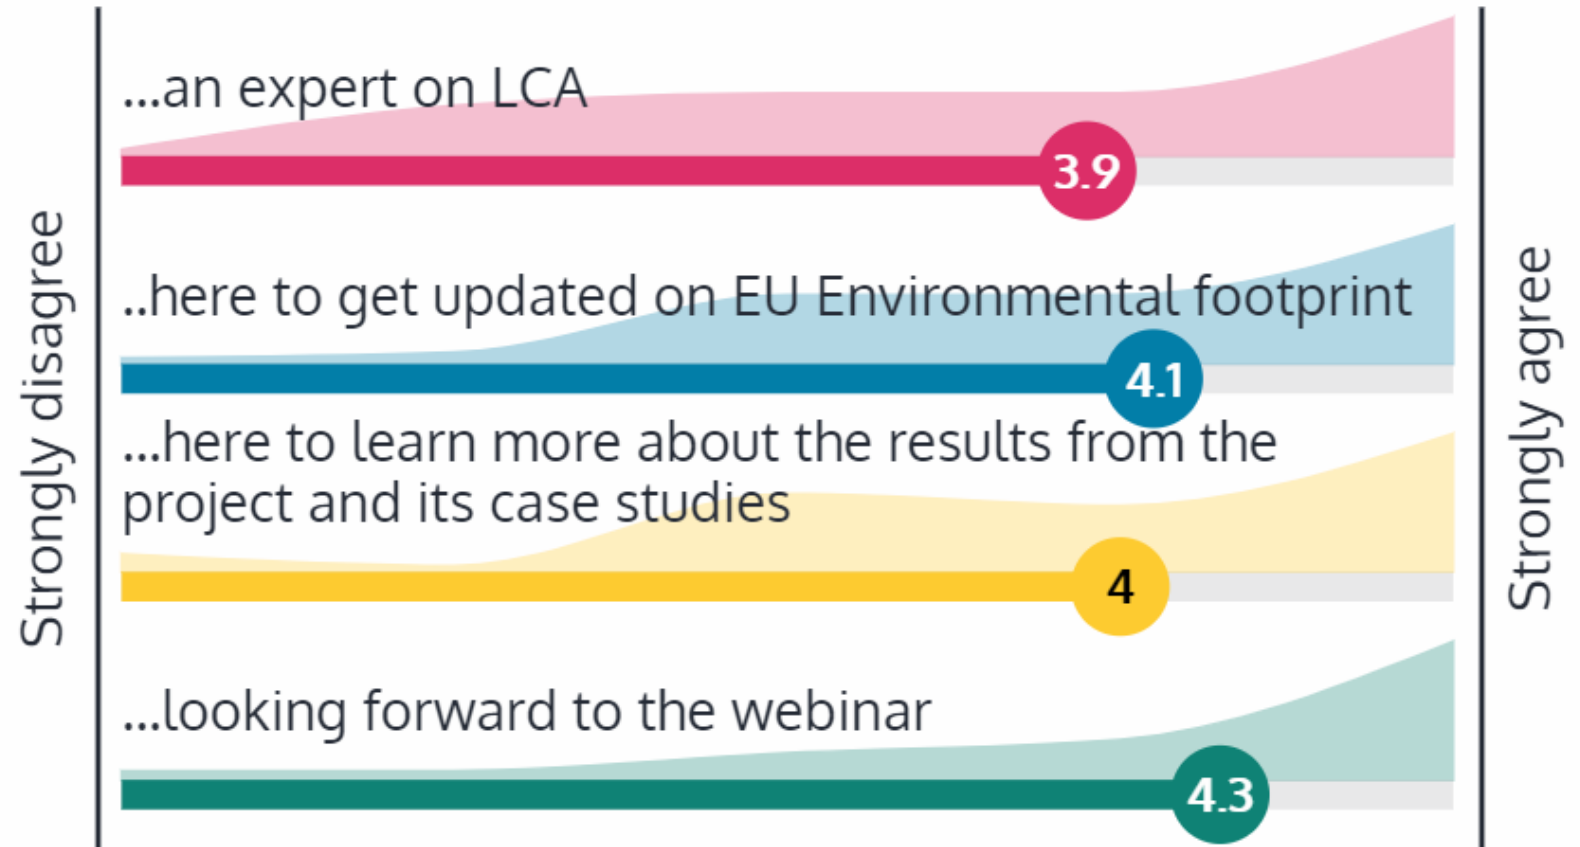 Strongly disagree
...an expert on LCA
3.9
..here to get updated on EU Environmental footprint
4.1
...here to learn more about the results from the
project and its case studies
4
...looking forward to the webinar
4.3
Strongly agree